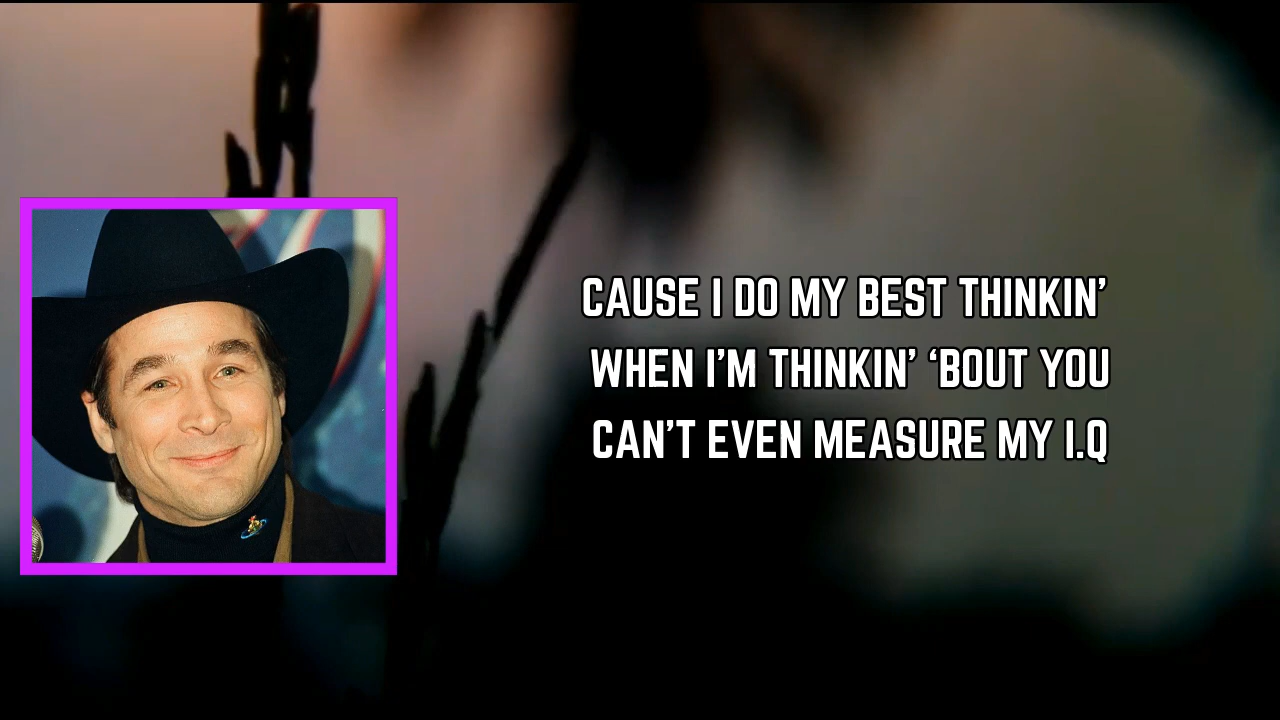 CAUSE I DO MY BEST THINKIN’
WHEN I’M THINKIN’ ‘BOUT YOU
CAN’T EVEN MEASURE MY I.Q